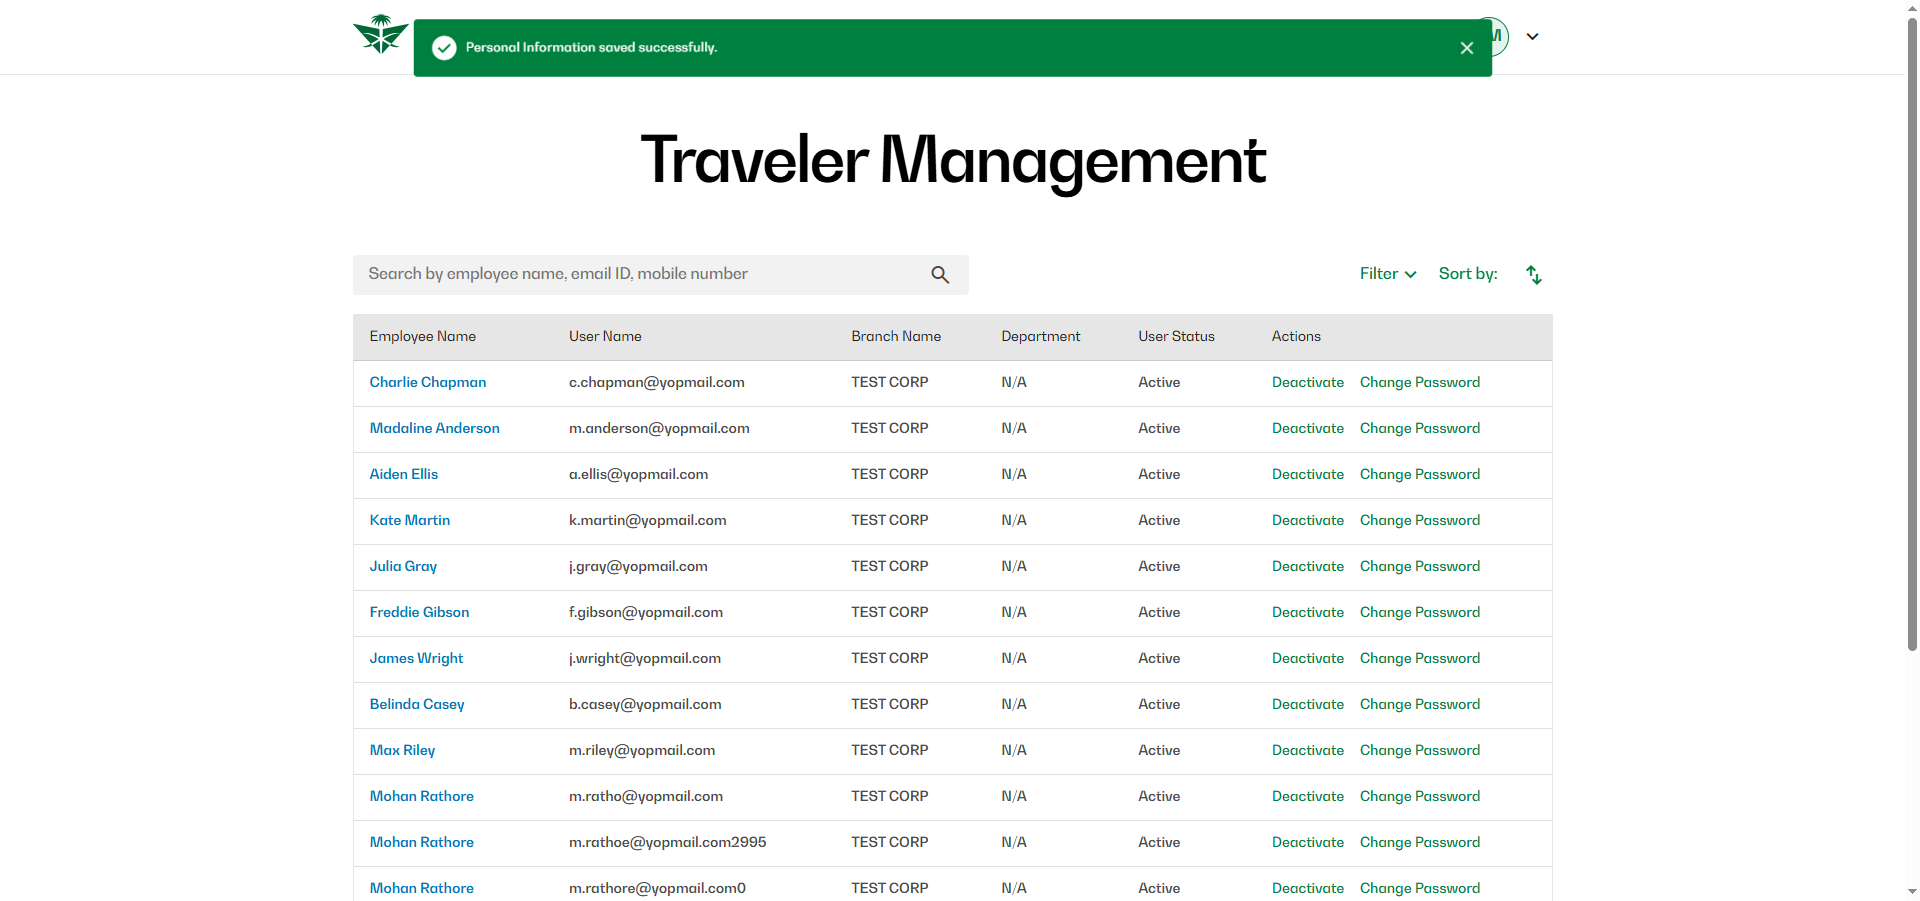 Personal Information saved successfully.
M
Traveler Management
Search by employee name, email ID, mobile number
Filter Sort by:
Employee Name User Name Branch Name Department User Status Actions
Charlie Chapman c.chapman@yopmail.com TEST CORP N/A Active Deactivate Change Password
Madaline Anderson m.anderson@yopmail.com TEST CORP N/A Active Deactivate Change Password
Aiden Ellis a.ellis@yopmail.com TEST CORP N/A Active Deactivate Change Password
Kate Martin k.martin@yopmail.com TEST CORP N/A Active Deactivate Change Password
Julia Gray j.gray@yopmail.com TEST CORP N/A Active Deactivate Change Password
Freddie Gibson f.gibson@yopmail.com TEST CORP N/A Active Deactivate Change Password
James Wright j.wright@yopmail.com TEST CORP N/A Active Deactivate Change Password
Belinda Casey b.casey@yopmail.com TEST CORP N/A Active Deactivate Change Password
Max Riley m.riley@yopmail.com TEST CORP N/A Active Deactivate Change Password
Mohan Rathore m.ratho@yopmail.com TEST CORP N/A Active Deactivate Change Password
Mohan Rathore m.rathoe@yopmail.com2995 TEST CORP N/A Active Deactivate Change Password
Mohan Rathore m.rathore@yopmail.com0 TEST CORP N/A Active Deactivate Change Password